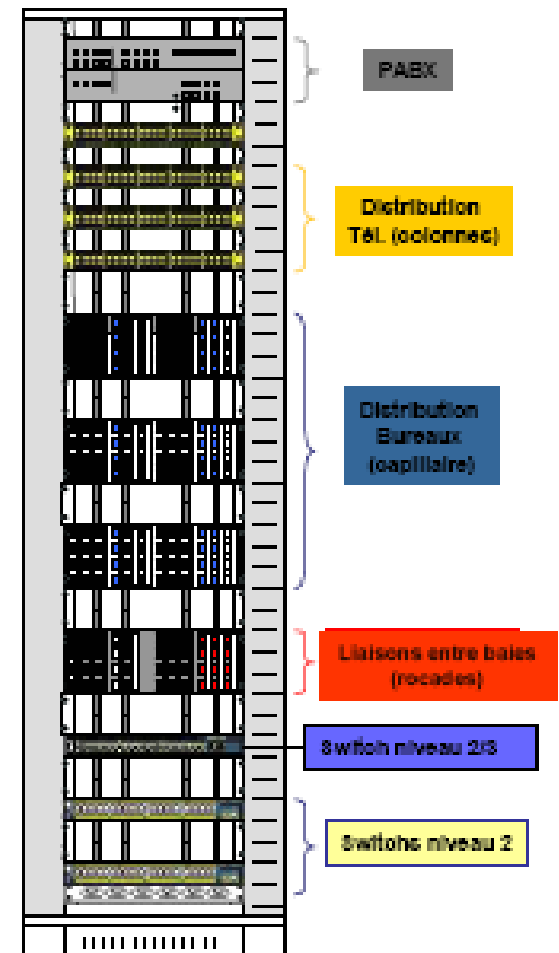 PABX
Distribution
Tél. (colonnes)
Distribution
Bureaux
(capillaire)
Liaisons entre baies
(rocades)
Switch niveau 2/3
Switchs niveau 2